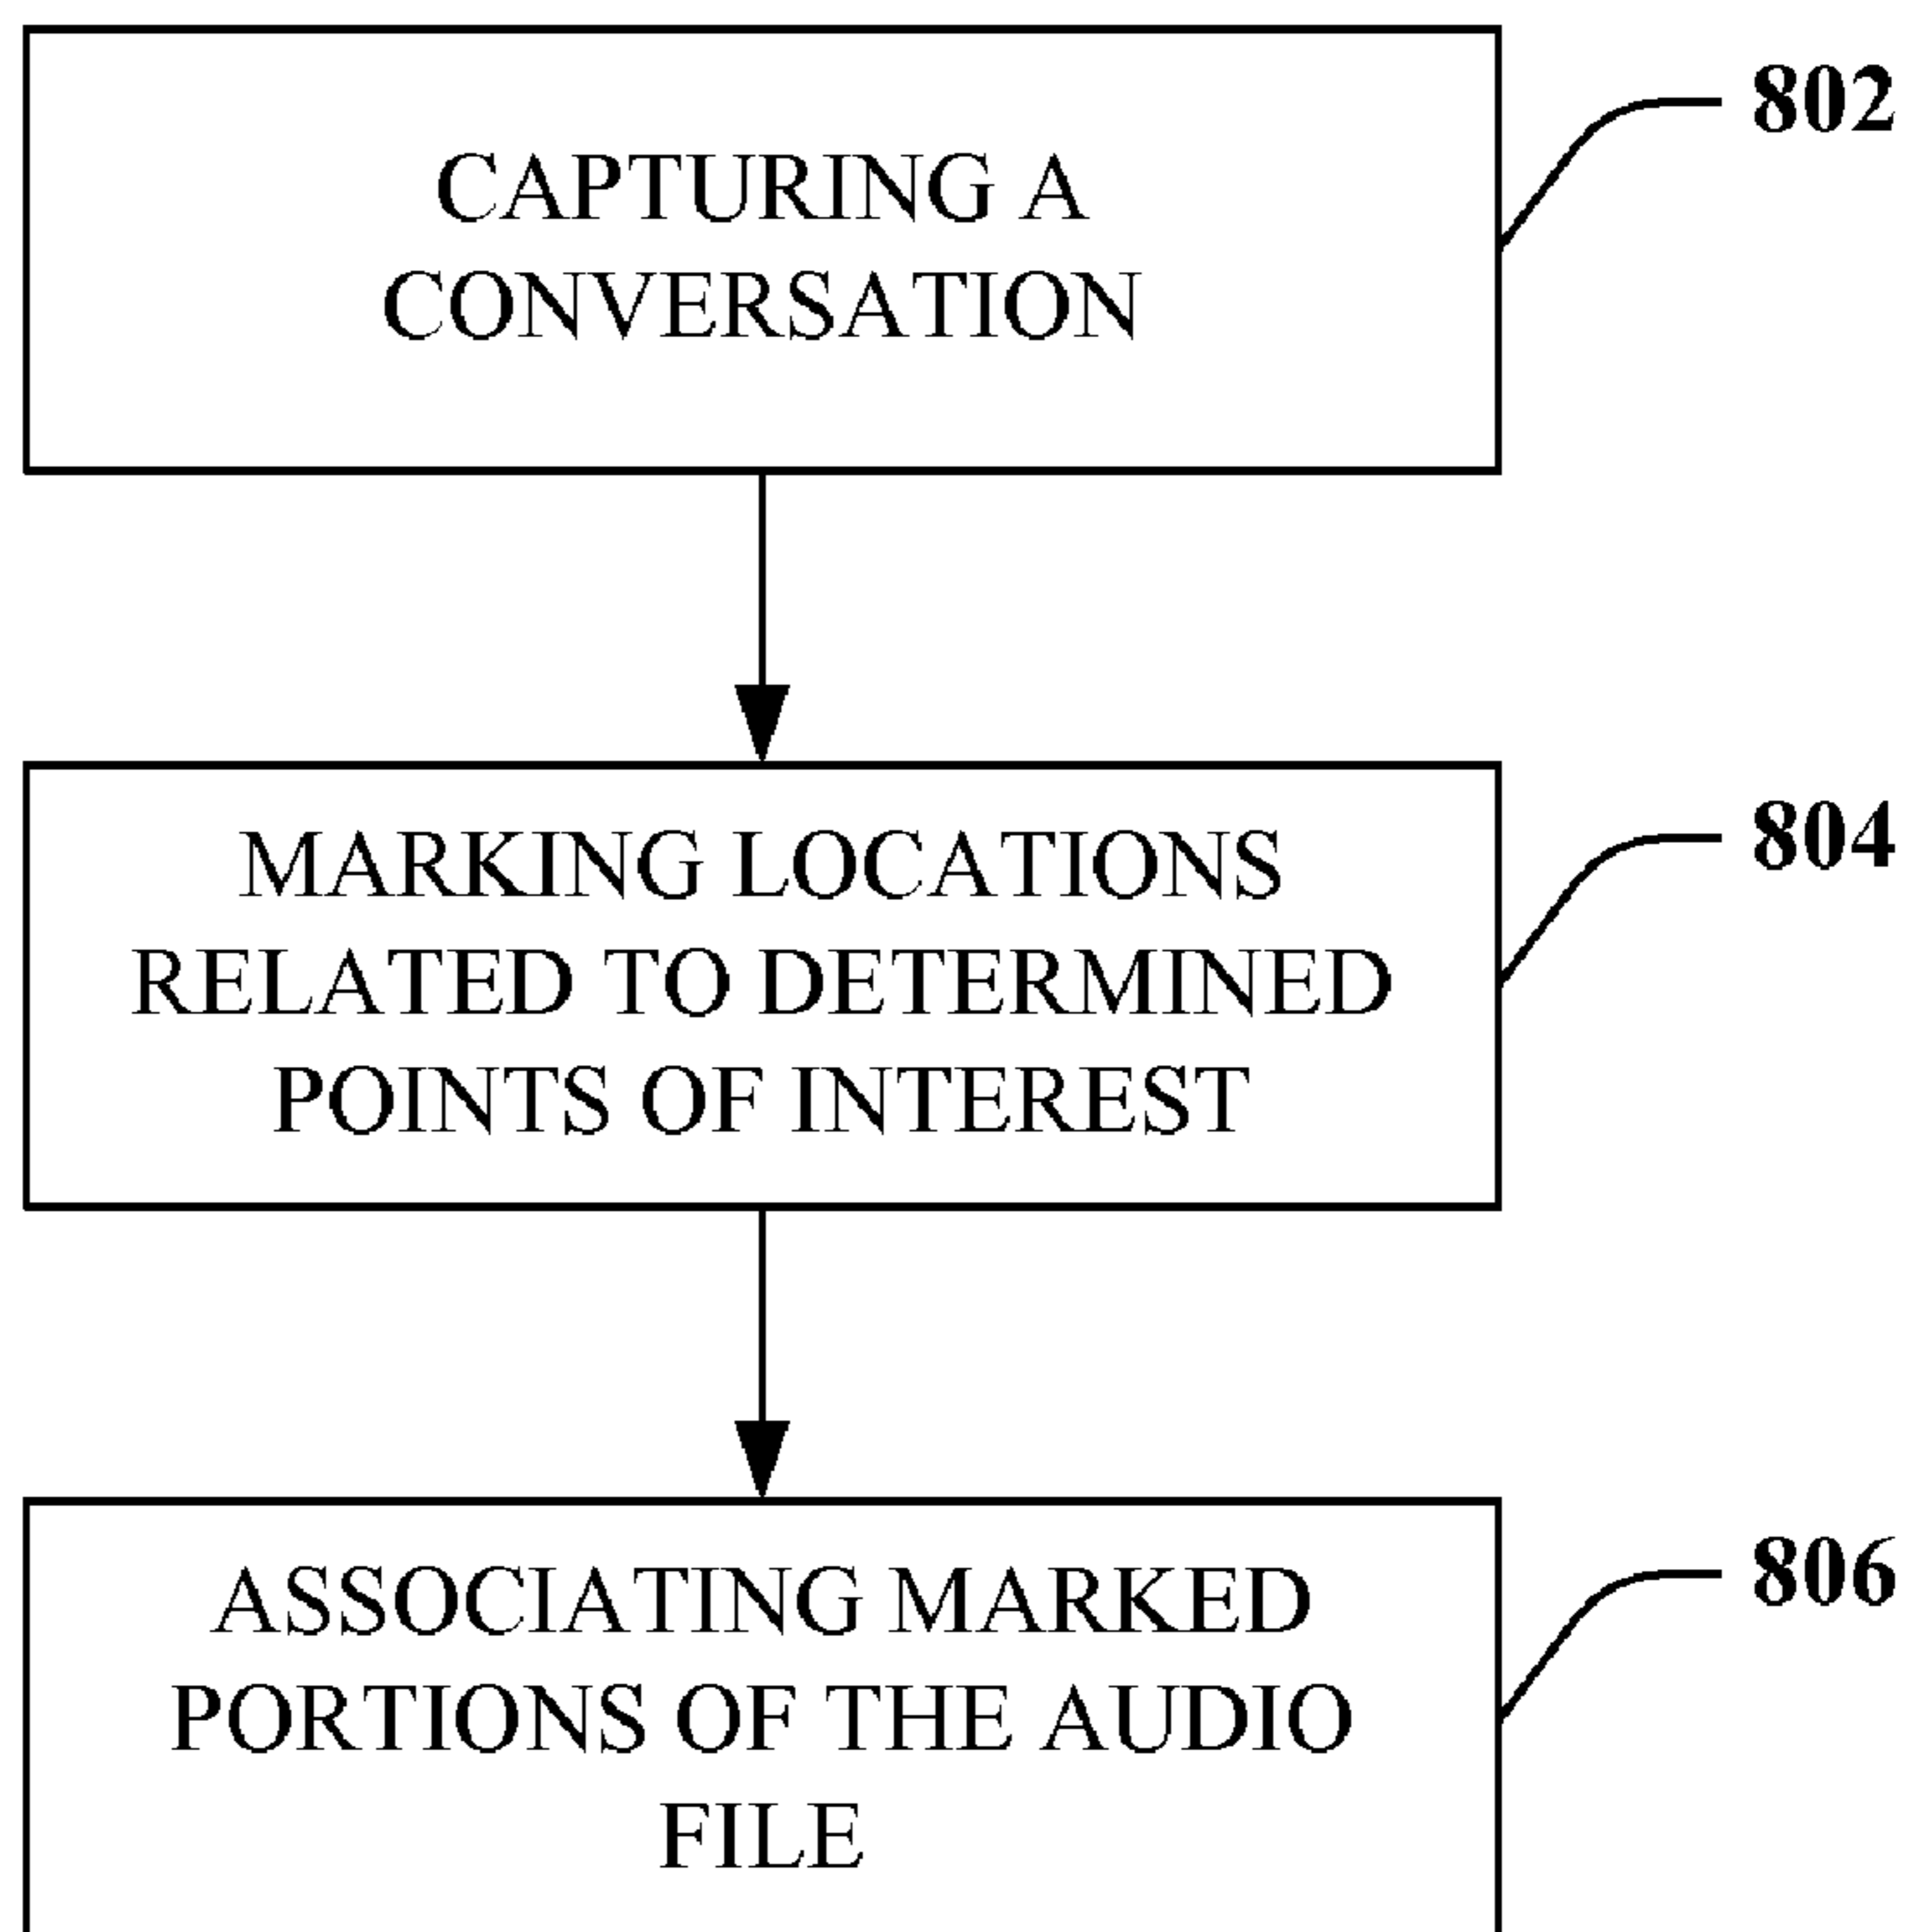 CAPTURING A
CONVERSATION
802
MARKING LOCATIONS
RELATED TO DETERMINED
POINTS OF INTEREST
804
ASSOCIATING MARKED
PORTIONS OF THE AUDIO
FILE
806